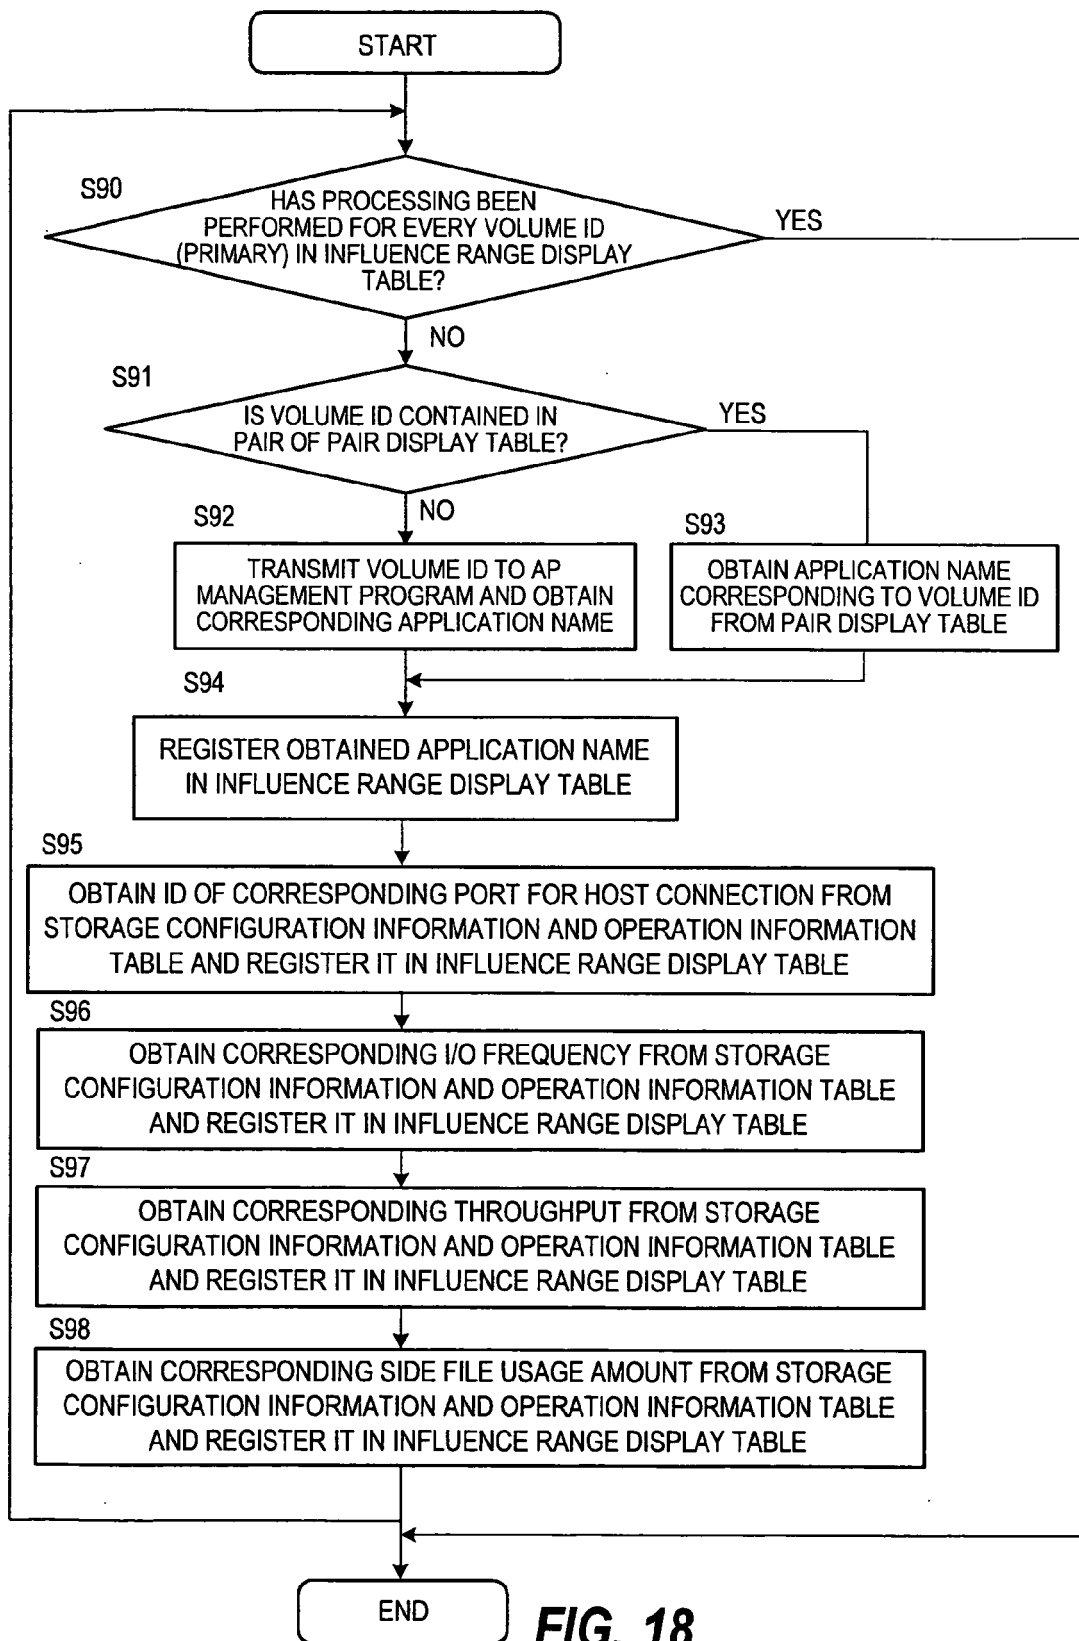 START
S90
HAS PROCESSING BEEN
PERFORMED FOR EVERY VOLUME ID
(PRIMARY) IN INFLUENCE RANGE DISPLAY
TABLE?
YES
NO
S91
IS VOLUME ID CONTAINED IN
PAIR OF PAIR DISPLAY TABLE?
YES
NO
S92
TRANSMIT VOLUME ID TO AP
MANAGEMENT PROGRAM AND OBTAIN
CORRESPONDING APPLICATION NAME
S93
OBTAIN APPLICATION NAME
CORRESPONDING TO VOLUME ID
FROM PAIR DISPLAY TABLE
S94
REGISTER OBTAINED APPLICATION NAME
IN INFLUENCE RANGE DISPLAY TABLE
S95
OBTAIN ID OF CORRESPONDING PORT FOR HOST CONNECTION FROM
STORAGE CONFIGURATION INFORMATION AND OPERATION INFORMATION
TABLE AND REGISTER IT IN INFLUENCE RANGE DISPLAY TABLE
S96
OBTAIN CORRESPONDING I/O FREQUENCY FROM STORAGE
CONFIGURATION INFORMATION AND OPERATION INFORMATION TABLE
AND REGISTER IT IN INFLUENCE RANGE DISPLAY TABLE
S97
OBTAIN CORRESPONDING THROUGHPUT FROM STORAGE
CONFIGURATION INFORMATION AND OPERATION INFORMATION TABLE
AND REGISTER IT IN INFLUENCE RANGE DISPLAY TABLE
S98
OBTAIN CORRESPONDING SIDE FILE USAGE AMOUNT FROM STORAGE
CONFIGURATION INFORMATION AND OPERATION INFORMATION TABLE
AND REGISTER IT IN INFLUENCE RANGE DISPLAY TABLE
END
FIG. 18